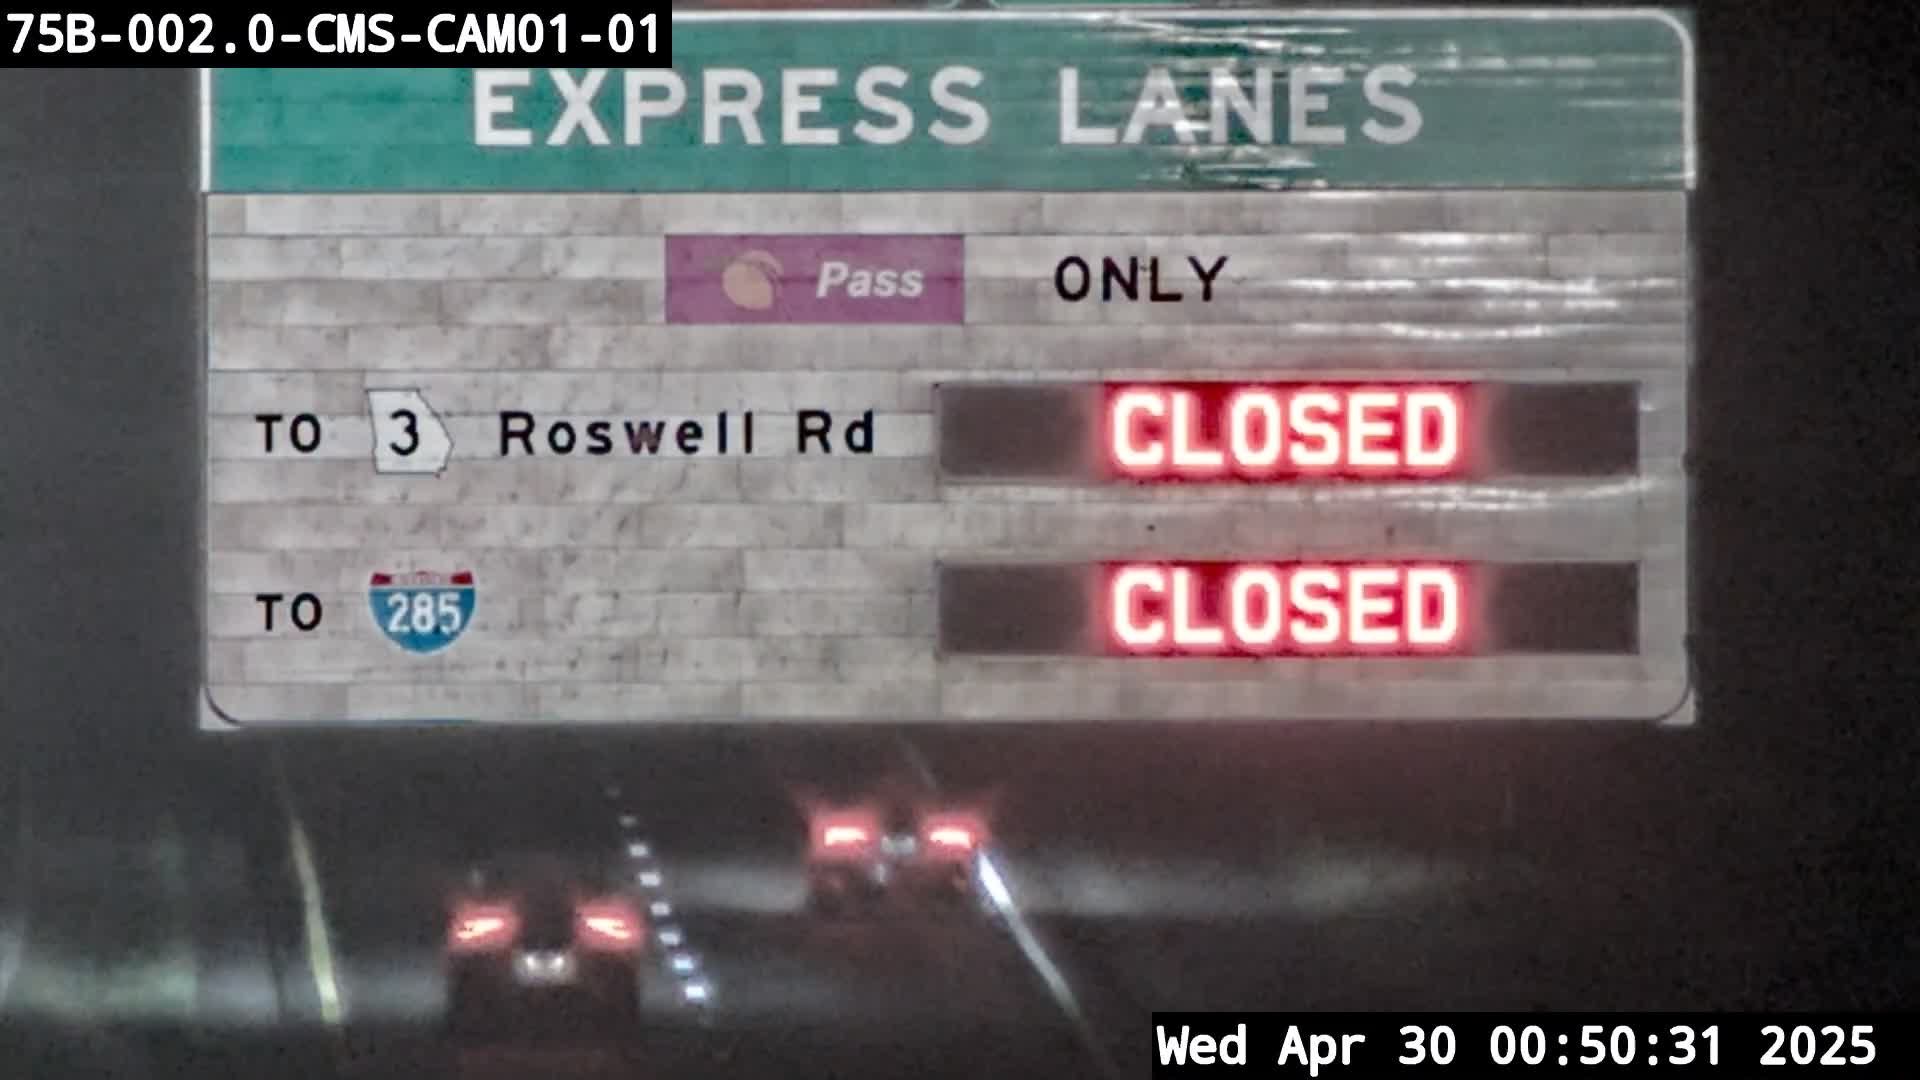 75B-002.0-CMS-CAM01-01
EXPRESS LANES
Pass ONLY
TO 3 Roswell Rd CLOSED
TO 285 CLOSED
Wed Apr 30 00:50:31 2025